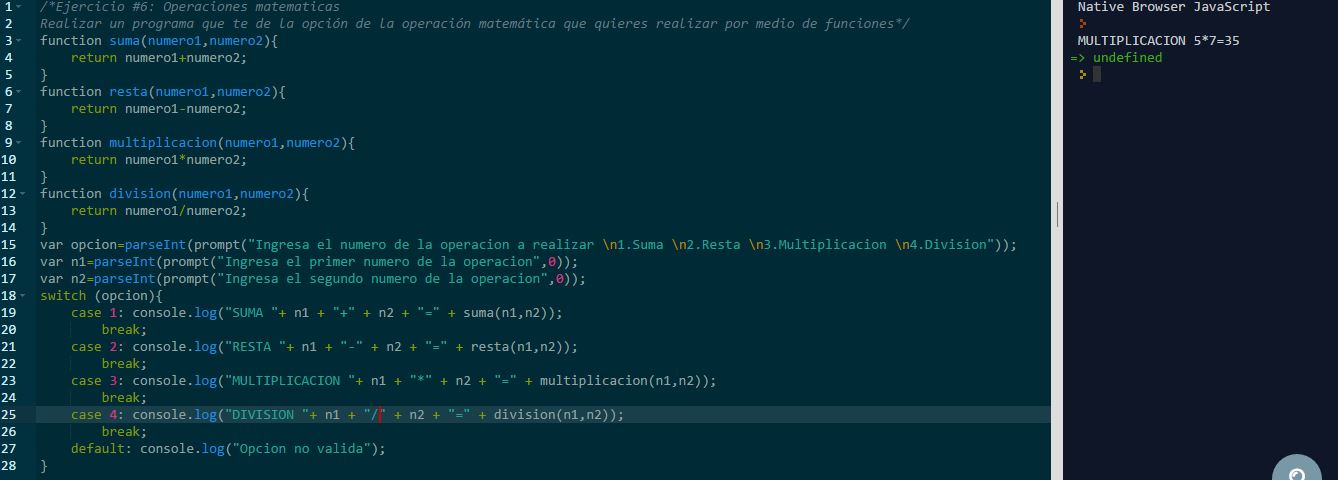 1 /*Ejercicio #6: Operaciones matematicas
2 Realizar un programa que te de la opción de la operación matemática que quieres realizar por medio de funciones*/
3 function suma(numero1,numero2){
4     return numero1+numero2;
5 }
6 function resta(numero1,numero2){
7     return numero1-numero2;
8 }
9 function multiplicacion(numero1,numero2){
10     return numero1*numero2;
11 }
12 function division(numero1,numero2){
13     return numero1/numero2;
14 }
15 var opcion=parseInt(prompt("Ingresa el numero de la operacion a realizar \n1.Suma \n2.Resta \n3.Multiplicacion \n4.Division"));
16 var n1=parseInt(prompt("Ingresa el primer numero de la operacion",0));
17 var n2=parseInt(prompt("Ingresa el segundo numero de la operacion",0));
18 switch (opcion){
19     case 1: console.log("SUMA "+ n1 + "+" + n2 + "=" + suma(n1,n2));
20         break;
21     case 2: console.log("RESTA "+ n1 + "-" + n2 + "=" + resta(n1,n2));
22         break;
23     case 3: console.log("MULTIPLICACION "+ n1 + "*" + n2 + "=" + multiplicacion(n1,n2));
24         break;
25     case 4: console.log("DIVISION "+ n1 + "/" + n2 + "=" + division(n1,n2));
26         break;
27     default: console.log("Opcion no valida");
28 }
Native Browser JavaScript
MULTIPLICACION 5*7=35
=> undefined